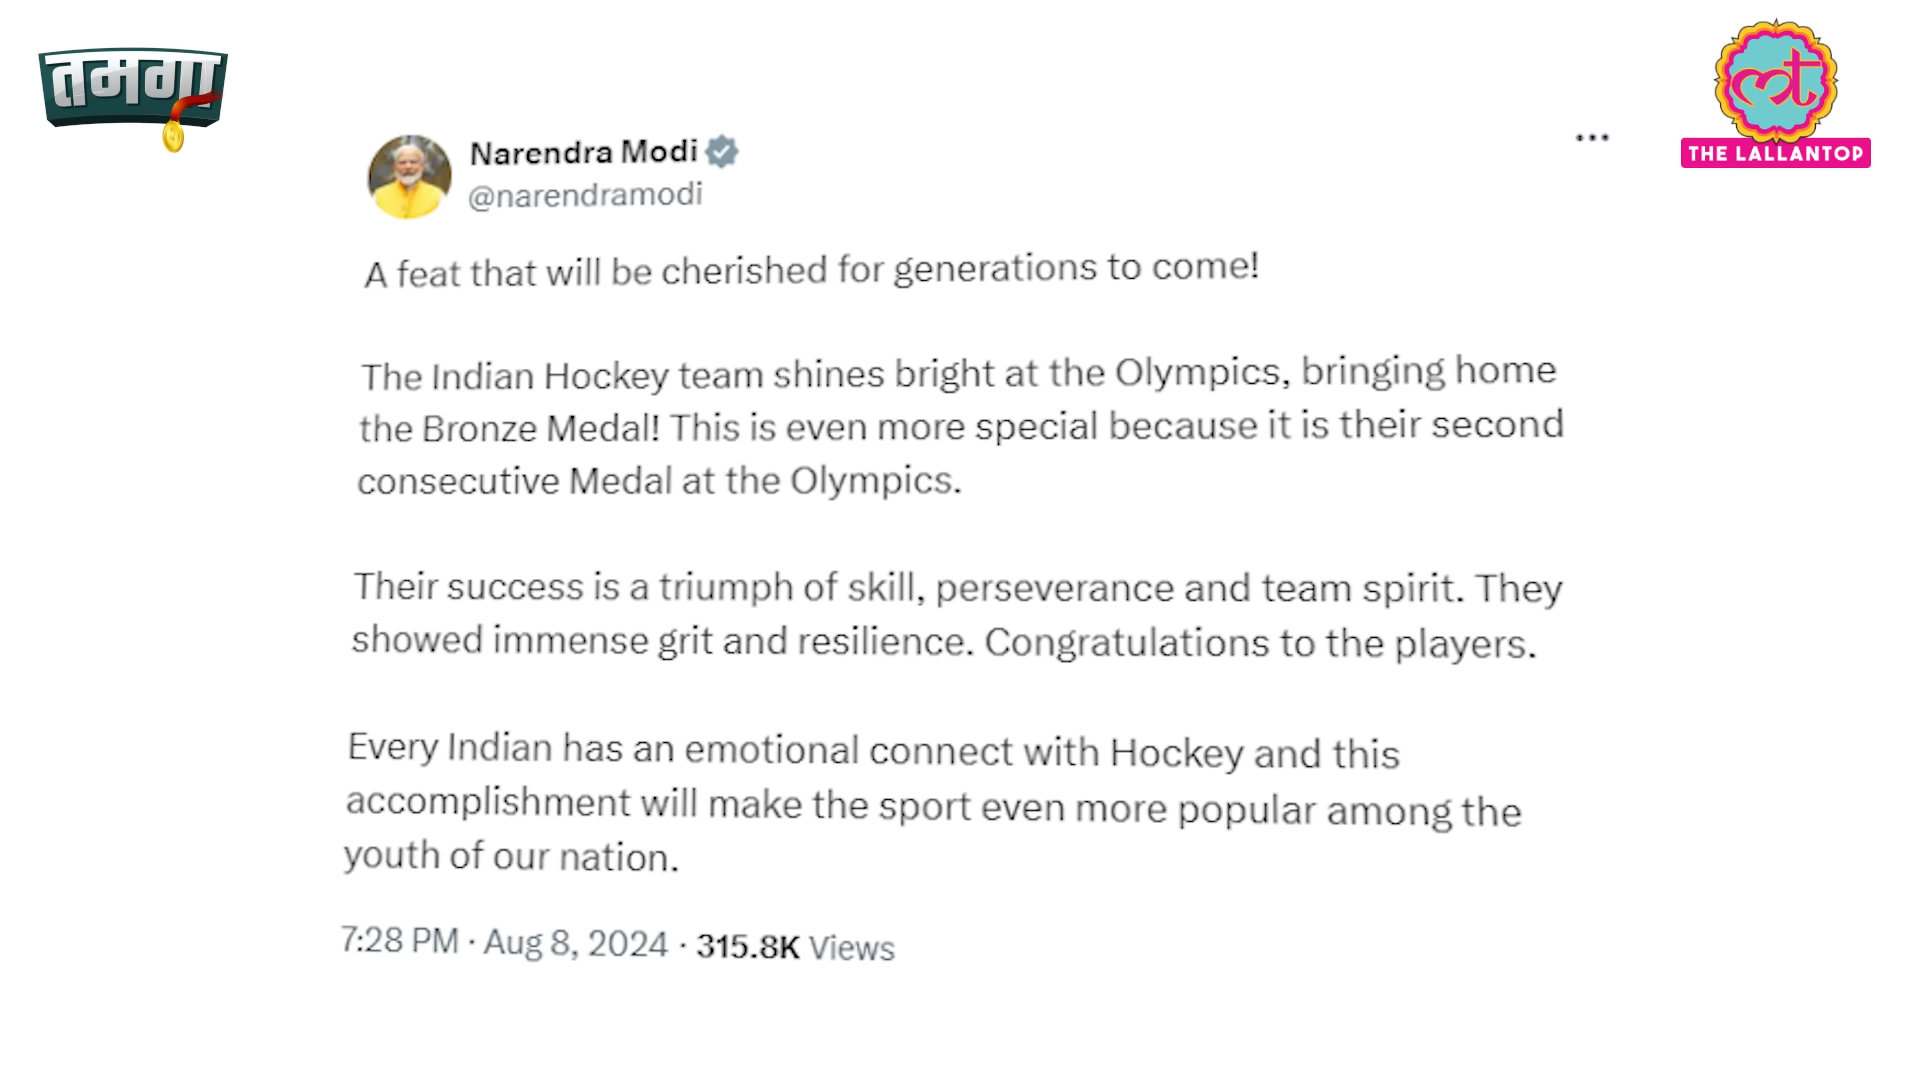 तमगा
mt
THE LALLANTOP
Narendra Modi
@narendramodi
A feat that will be cherished for generations to come!
The Indian Hockey team shines bright at the Olympics, bringing home
the Bronze Medal! This is even more special because it is their second
consecutive Medal at the Olympics.
Their success is a triumph of skill, perseverance and team spirit. They
showed immense grit and resilience. Congratulations to the players.
Every Indian has an emotional connect with Hockey and this
accomplishment will make the sport even more popular among the
youth of our nation.
7:28 PM · Aug 8, 2024 · 315.8K Views